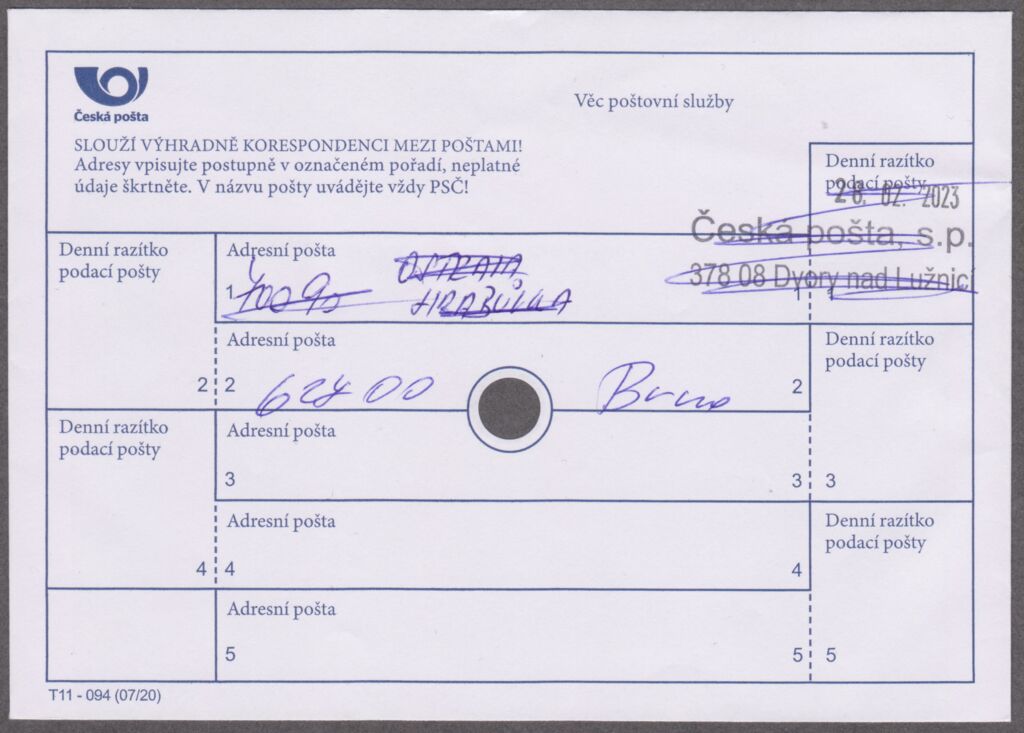 Česká pošta
Věc poštovní služby
SLOUŽÍ VÝHRADNĚ KORESPONDENCI MEZI POŠTAMI!
Adresy vpisujte postupně v označeném pořadí, neplatné
údaje škrtněte. V názvu pošty uvádějte vždy PSČ!
Denní razítko
podací pošty
28. 02. 2023
Česká pošta, s.p.
378 08 Dvory nad Lužnicí
1
Denní razítko
podací pošty
2
Adresní pošta
OSTRAVA
1
HRABŮVKA
1
Adresní pošta
2
624 00
Brno
2
Denní razítko
podací pošty
3
Denní razítko
podací pošty
4
Adresní pošta
3
3
Adresní pošta
4
4
Denní razítko
podací pošty
5
Adresní pošta
5
5
T11 - 094 (07/20)